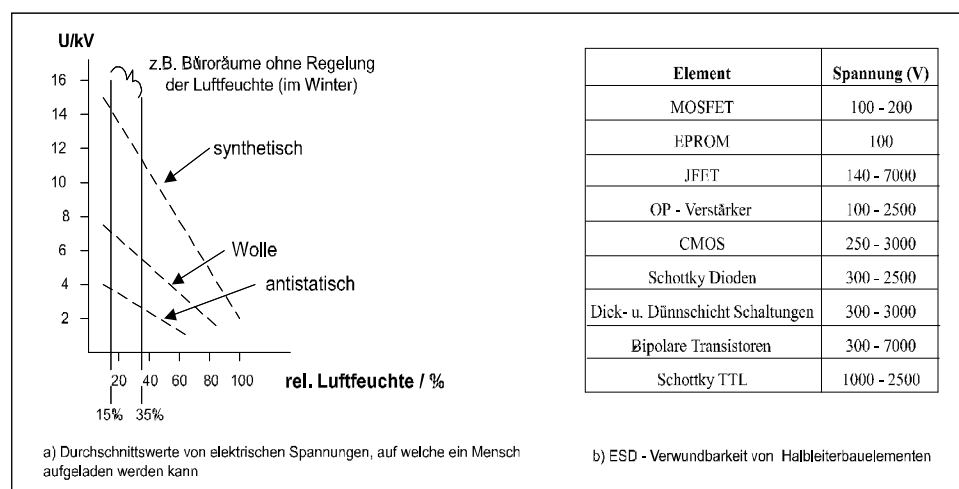 U/kV
z.B. Büroräume ohne Regelung
der Luftfeuchte (im Winter)
16
14
12
10
8
6
4
2
synthetisch
Wolle
antistatisch
20 40 60 80 100
rel. Luftfeuchte / %
15% 35%
a) Durchschnittswerte von elektrischen Spannungen, auf welche ein Mensch
aufgeladen werden kann
Element Spannung (V)
MOSFET 100 - 200
EPROM 100
JFET 140 - 7000
OP - Verstärker 100 - 2500
CMOS 250 - 3000
Schottky Dioden 300 - 2500
Dick- u. Dünnschicht Schaltungen 300 - 3000
Bipolare Transistoren 300 - 7000
Schottky TTL 1000 - 2500
b) ESD - Verwundbarkeit von Halbleiterbauelementen